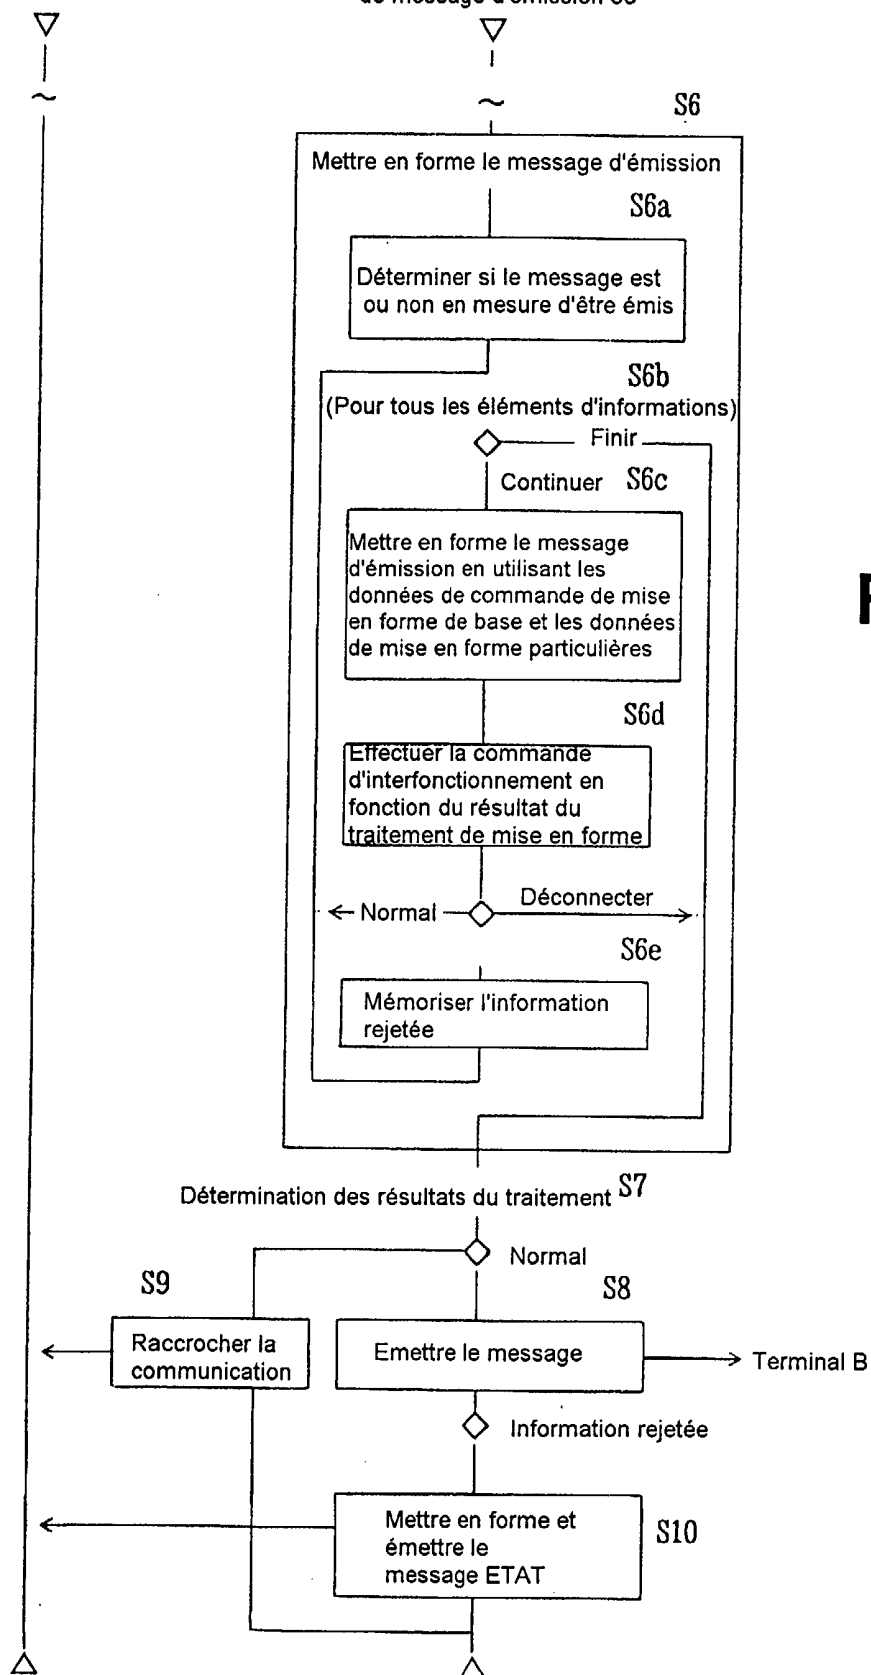 S6
Mettre en forme le message d'émission
S6a
Déterminer si le message est
ou non en mesure d'être émis
S6b
(Pour tous les éléments d'informations)
Finir
Continuer S6c
Mettre en forme le message
d'émission en utilisant les
données de commande de mise
en forme de base et les données
de mise en forme particulières
S6d
Effectuer la commande
d'interfonctionnement en
fonction du résultat du
traitement de mise en forme
Normal
Déconnecter
S6e
Mémoriser l'information
rejetée
Détermination des résultats du traitement S7
Normal
S9
S8
Raccrocher la
communication
Emettre le message
Terminal B
Information rejetée
Mettre en forme et
émettre le
message ETAT
S10